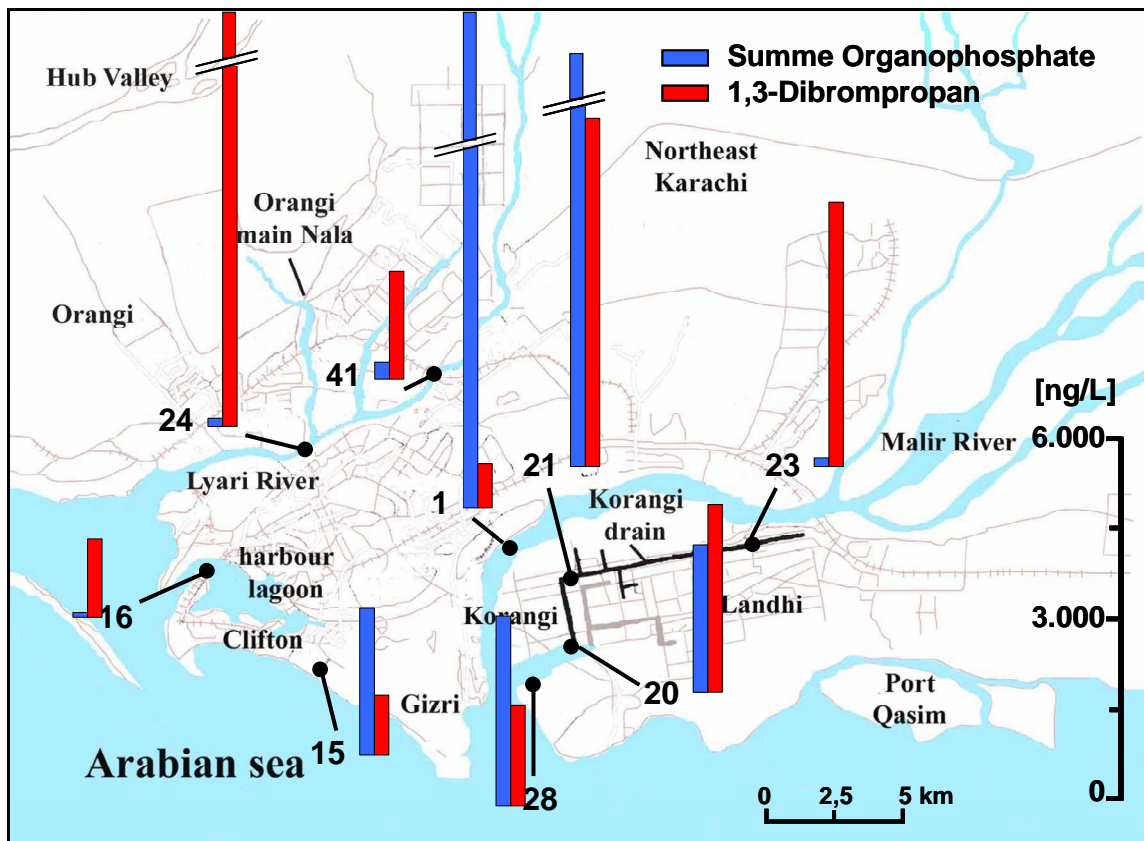 Summe Organophosphate
1,3-Dibrompropan
Hub Valley
Northeast
Karachi
Orangi
main Nala
Orangi
41
24
[ng/L]
6.000
Malir River
21
23
Lyari River
1
Korangi
drain
harbour
lagoon
16
Korangi
Landhi
3.000
Clifton
20
Gizri
Port
Qasim
15
Arabian sea
28
0
0 2,5 5 km